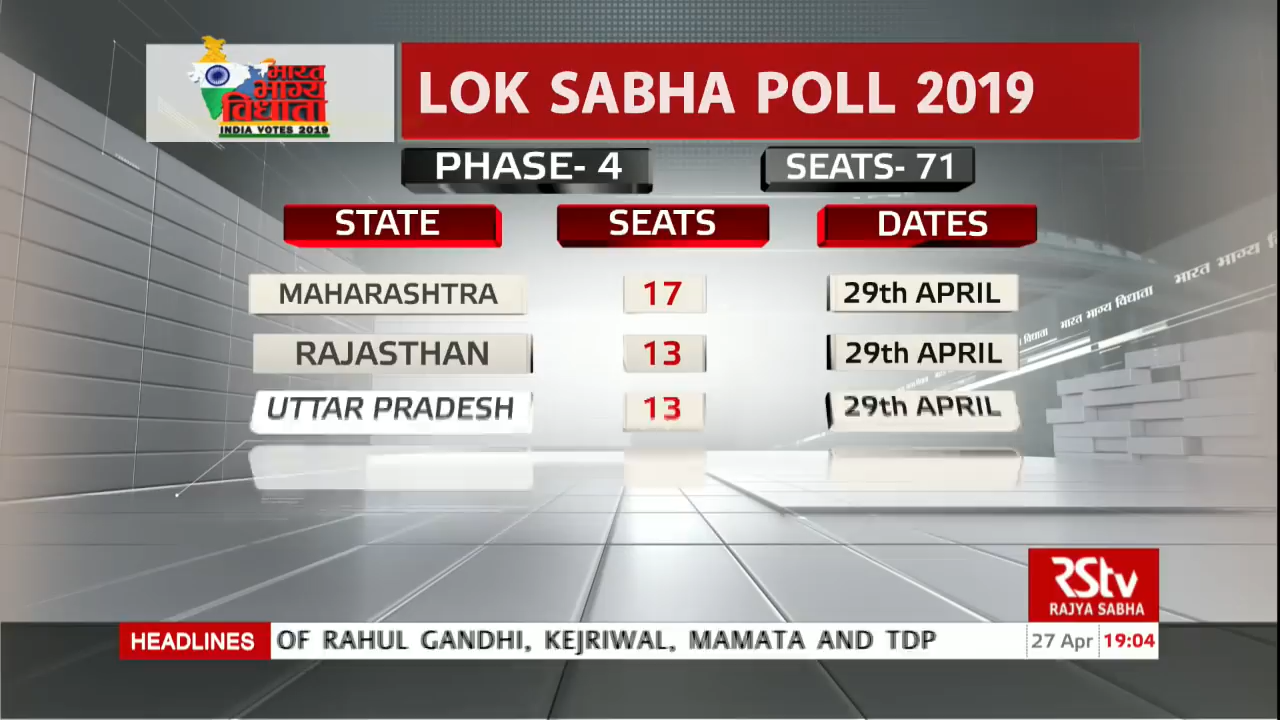 भारत
भाग्य
विधाता
INDIA VOTES 2019
LOK SABHA POLL 2019
PHASE- 4
SEATS- 71
STATE SEATS DATES
MAHARASHTRA 17 29th APRIL
RAJASTHAN 13 29th APRIL
UTTAR PRADESH 13 29th APRIL
भारत भाग्य विधाता
भारत भाग्य विधाता
विधाता
RStv
RAJYA SABHA
HEADLINES OF RAHUL GANDHI, KEJRIWAL, MAMATA AND TDP
27 Apr 19:04